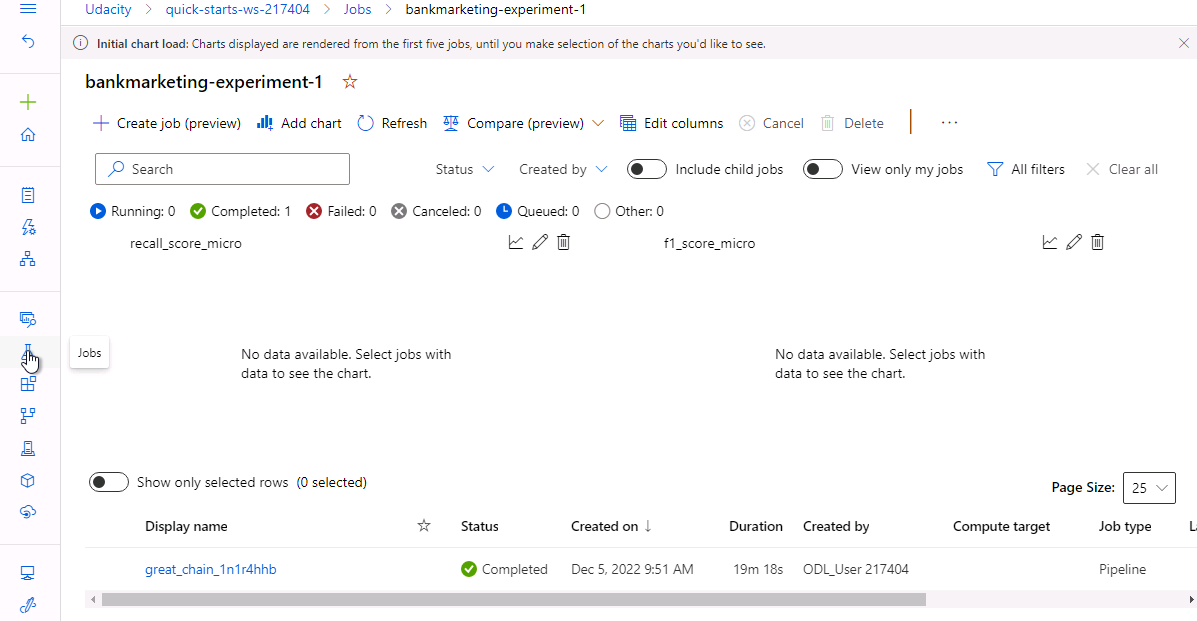 Udacity > quick-starts-ws-217404 > Jobs > bankmarketing-experiment-1
Initial chart load: Charts displayed are rendered from the first five jobs, until you make selection of the charts you'd like to see.
bankmarketing-experiment-1
Create job (preview) Add chart Refresh Compare (preview) Edit columns Cancel Delete ...
Search Status Created by Include child jobs View only my jobs All filters Clear all
Running: 0 Completed: 1 Failed: 0 Canceled: 0 Queued: 0 Other: 0
recall_score_micro f1_score_micro
Jobs
No data available. Select jobs with
data to see the chart.
No data available. Select jobs with
data to see the chart.
Show only selected rows (0 selected)
Page Size: 25
Display name Status Created on ↓ Duration Created by Compute target Job type L
great_chain_1n1r4hhb Completed Dec 5, 2022 9:51 AM 19m 18s ODL_User 217404 Pipeline